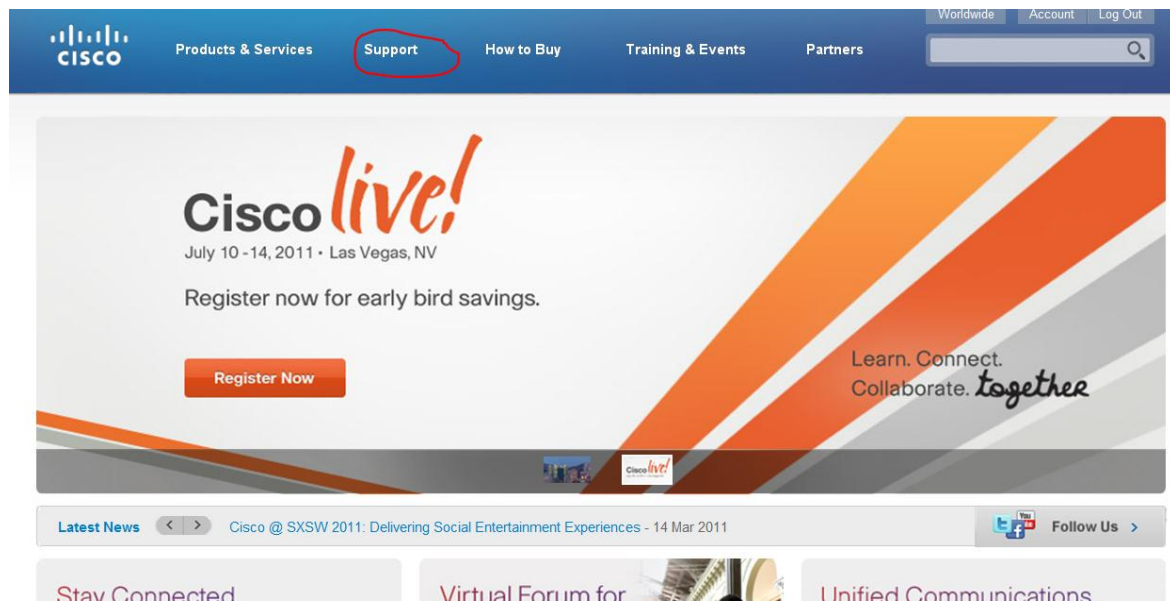 Worldwide Account Log Out
CISCO Products & Services Support How to Buy Training & Events Partners
Cisco live!
July 10 - 14, 2011 • Las Vegas, NV
Register now for early bird savings.
Register Now
Learn. Connect.
Collaborate. together
Cisco live!
Latest News Cisco @ SXSW 2011: Delivering Social Entertainment Experiences - 14 Mar 2011 Follow Us >
Stay Connected Virtual Forum for Unified Communications